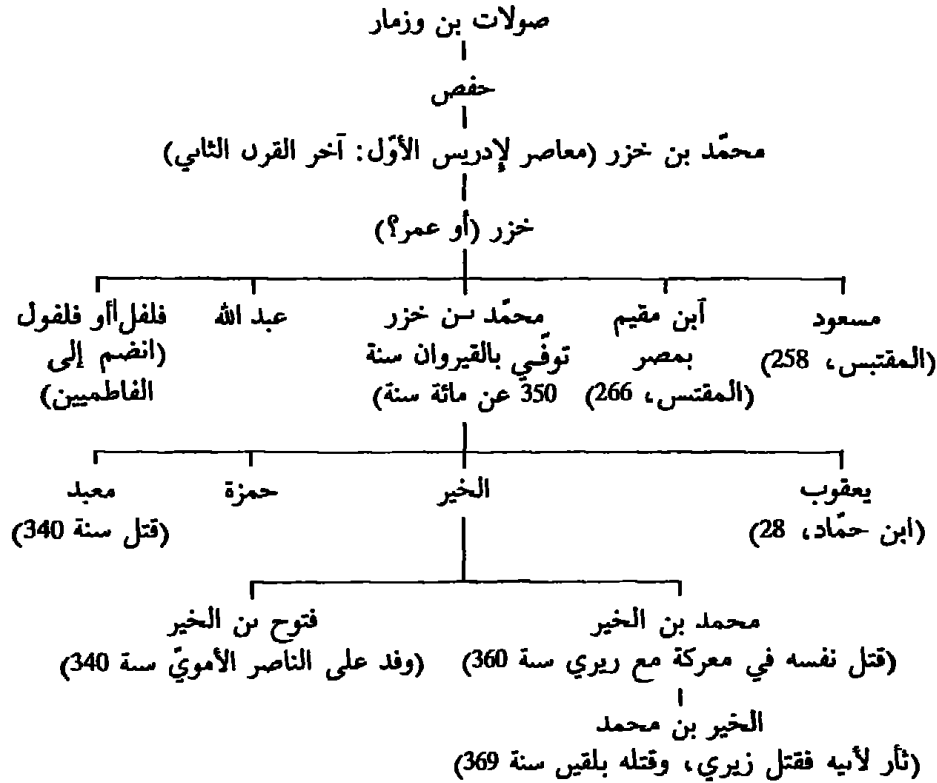 صولات بن وزمار
حفص
محمّد بن خزر (معاصر لإدريس الأوّل: آخر القرن الثاني)
خزر (أو عمر؟)
مسعود
(المقتبس، 258)
آبن مقيم
بمصر
(المقتبس، 266)
محمّد بن خزر
توفّي بالقيروان سنة
350 عن مائة سنة)
عبد الله
فلفل أو فلفول
(انضم إلى
الفاطميين)
يعقوب
(ابن حمّاد، 28)
الخير
حمزة
معبد
(قتل سنة 340)
محمد بن الخير
(قتل نفسه في معركة مع زيري سنة 360)
فتوح بن الخير
(وفد على الناصر الأمويّ سنة 340)
الخير بن محمد
(ثأر لأبيه فقتل زيري، وقتله بلقين سنة 369)